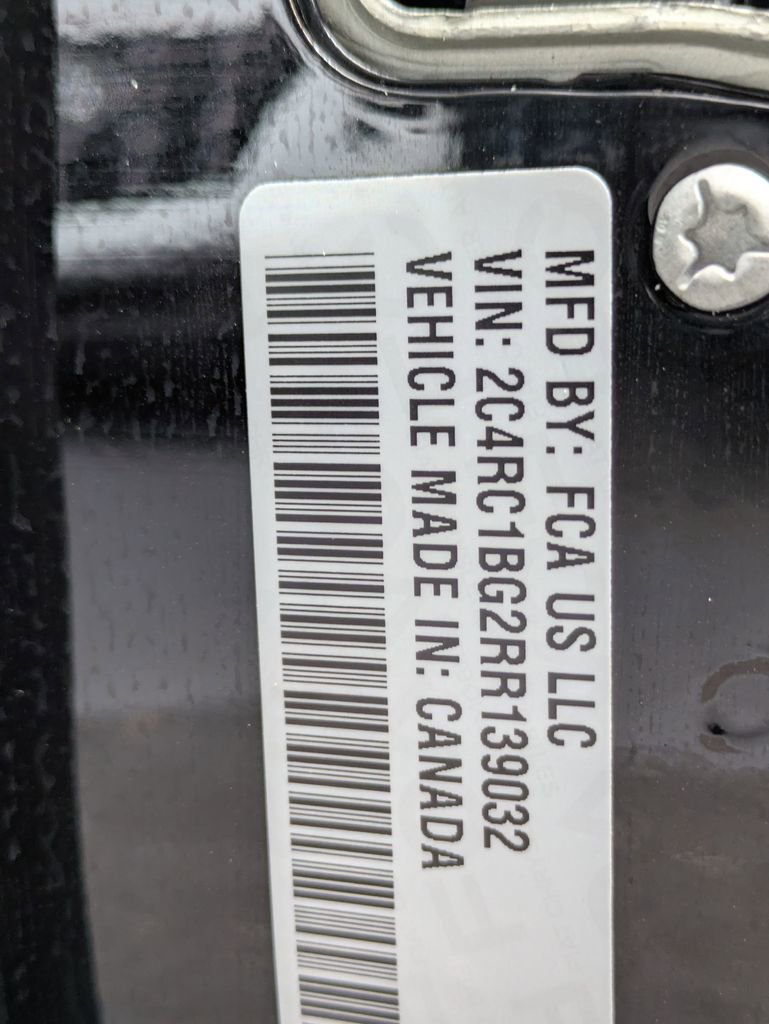 MFD BY: FCA US LLC
VIN: 2C4RC1BG2RR139032
VEHICLE MADE IN: CANADA